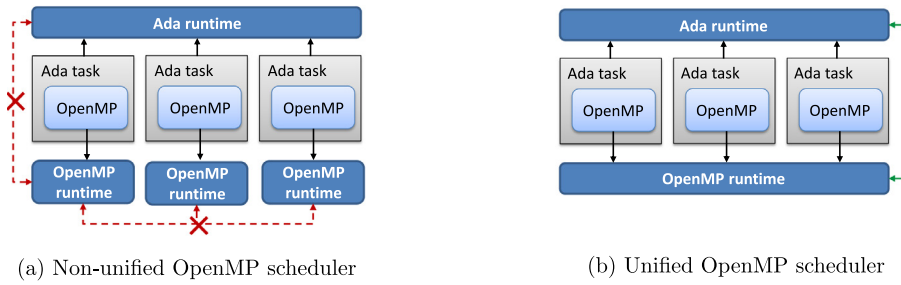 Ada runtime
Ada task
Ada task
Ada task
OpenMP
OpenMP
OpenMP
OpenMP
runtime
OpenMP
runtime
OpenMP
runtime
(a) Non-unified OpenMP scheduler
Ada runtime
Ada task
Ada task
Ada task
OpenMP
OpenMP
OpenMP
OpenMP runtime
(b) Unified OpenMP scheduler